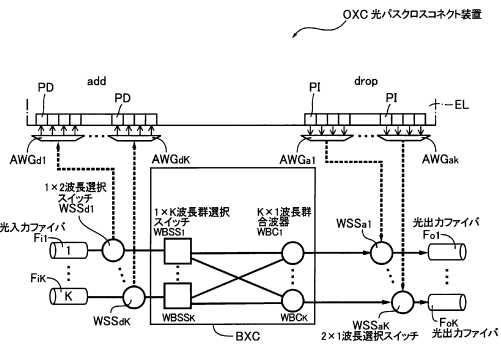 OXC 光パスクロスコネクト装置
add
drop
PD
PD
PI
PI
EL
AWGd1
AWGdK
AWGa1
AWGak
1×2波長選択
スイッチ
WSSd1
1×K波長群選択
スイッチ
WBSS1
K×1波長群
合波器
WBC1
WSSa1
光入力ファイバ
Fi1
光出力ファイバ
Fo1
1
FiK
K
WSSdK
WBSSK
WBCK
WSSaK
2×1波長選択スイッチ
FoK
光出力ファイバ
BXC